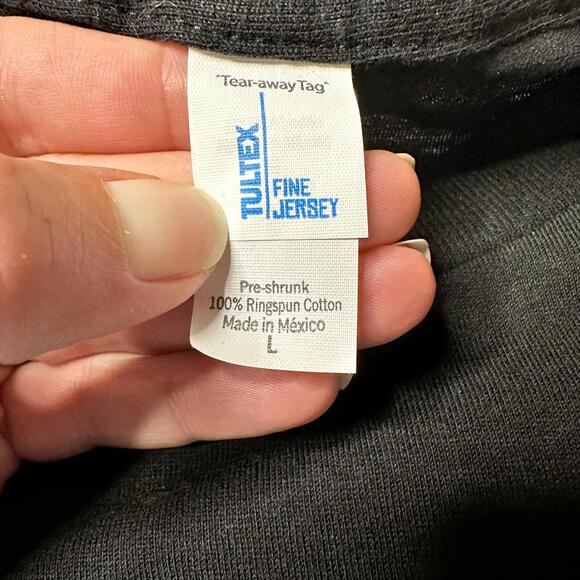 "Tear-away Tag"
TULTEX
FINE
JERSEY
Pre-shrunk
100% Ringspun Cotton
Made in México
L